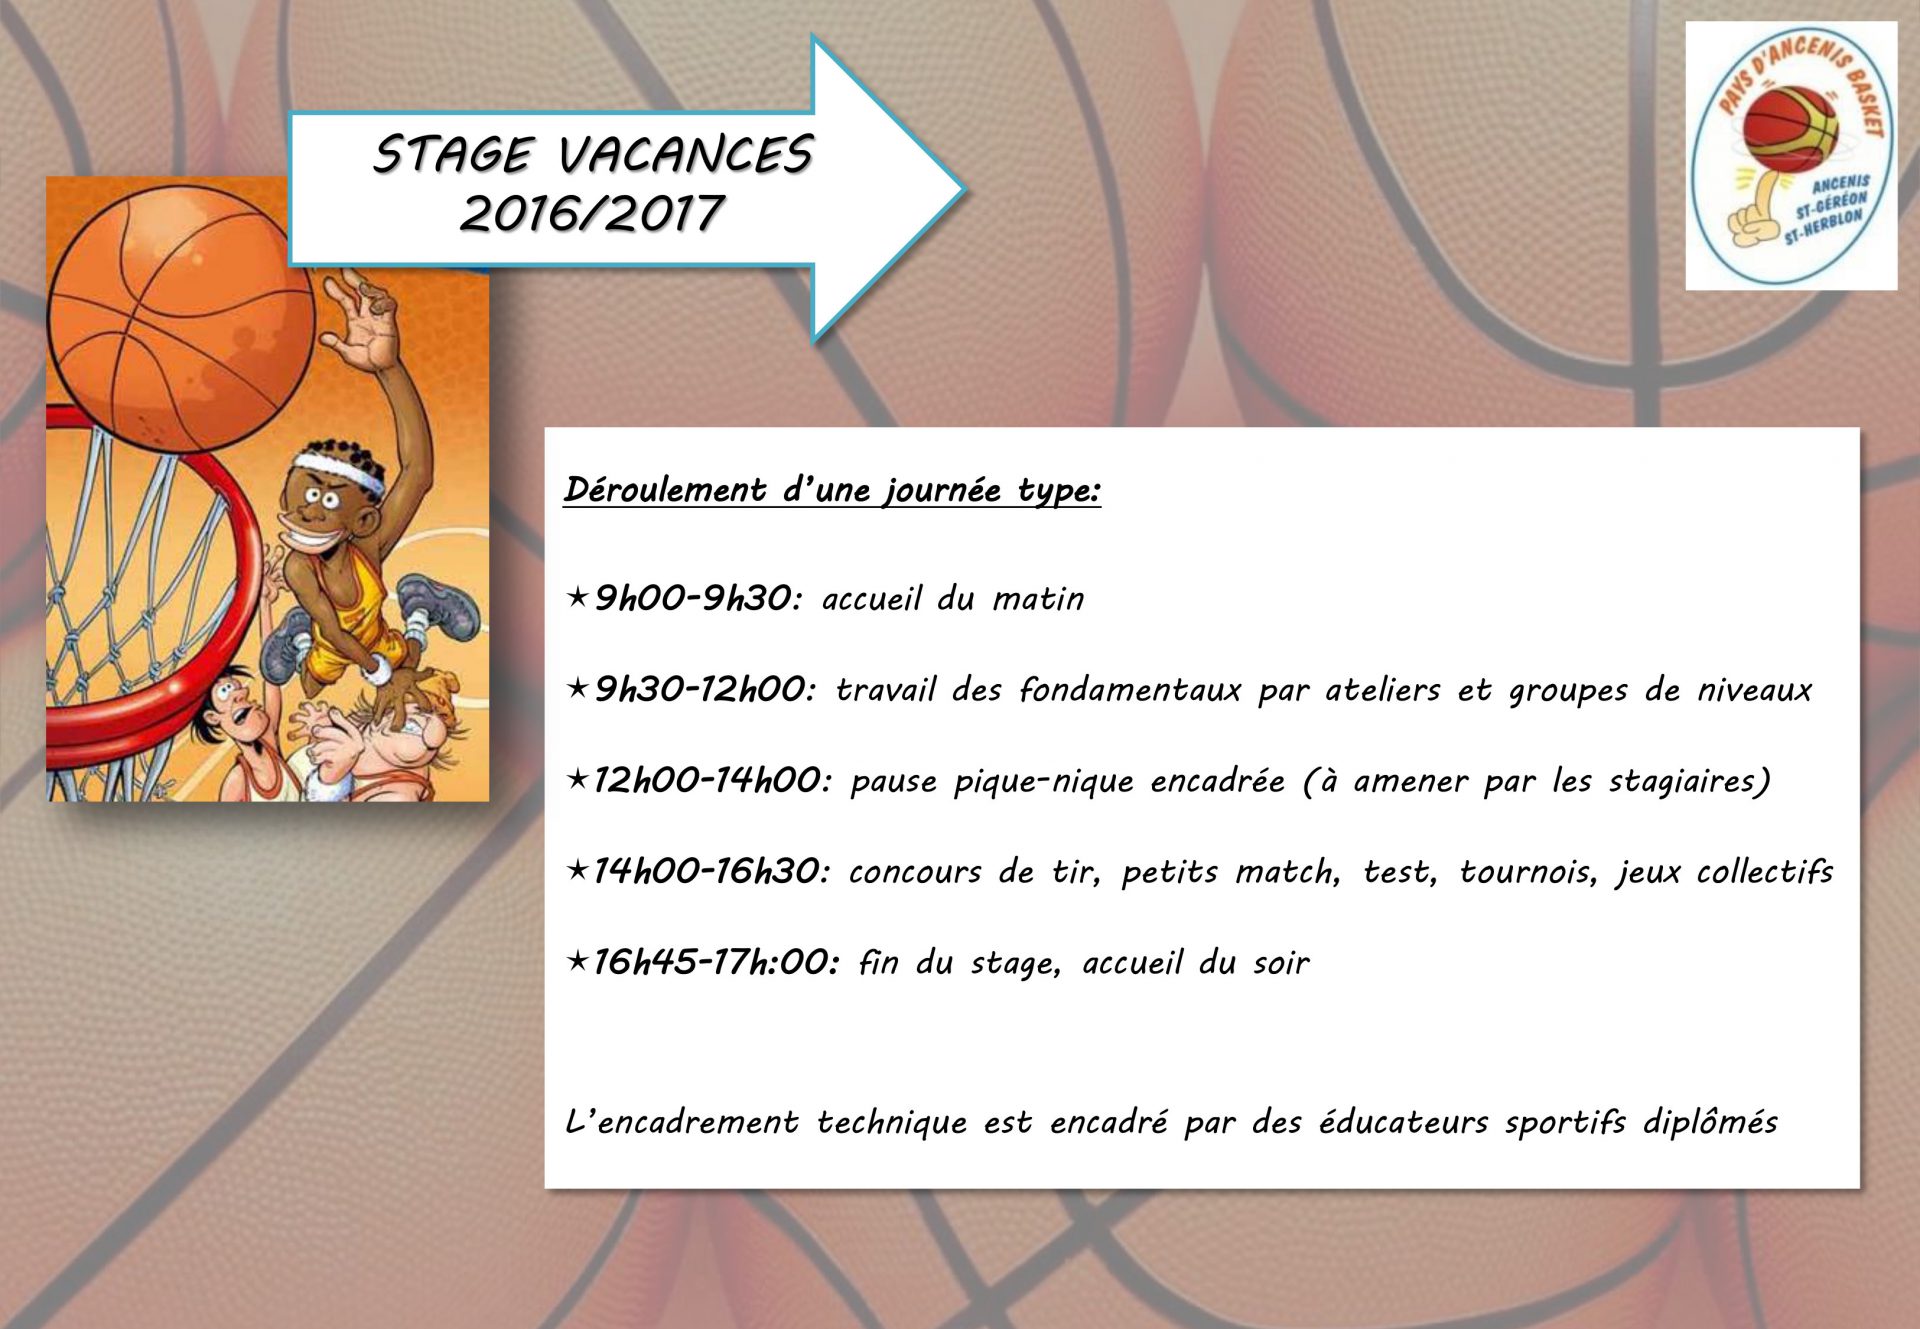 STAGE VACANCES
2016/2017
PAYS D'ANCENIS BASKET
ANCENIS
ST-GÉRÉON
ST-HERBLON
Déroulement d'une journée type:
★9h00-9h30: accueil du matin
★9h30-12h00: travail des fondamentaux par ateliers et groupes de niveaux
★12h00-14h00: pause pique-nique encadrée (à amener par les stagiaires)
★14h00-16h30: concours de tir, petits match, test, tournois, jeux collectifs
★16h45-17h:00: fin du stage, accueil du soir
L'encadrement technique est encadré par des éducateurs sportifs diplômés